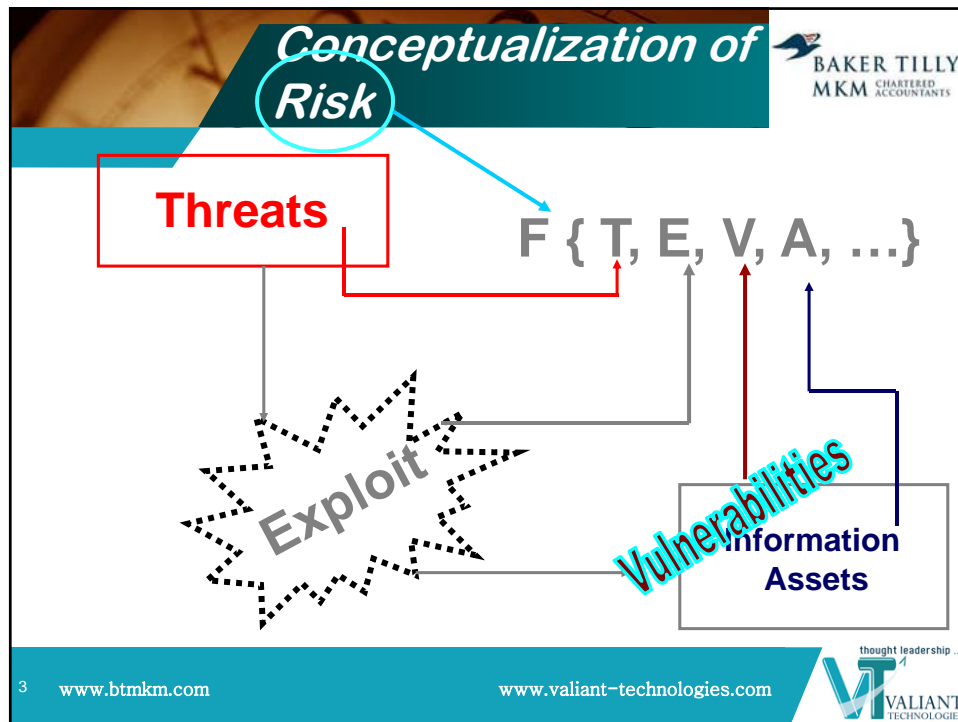 Conceptualization of
Risk
BAKER TILLY
MKM CHARTERED
ACCOUNTANTS
Threats
F { T, E, V, A, ...}
Exploit
Vulnerabilities
Information
Assets
3 www.btmkm.com www.valiant-technologies.com
thought leadership ..
VT
VALIANT
TECHNOLOGIE